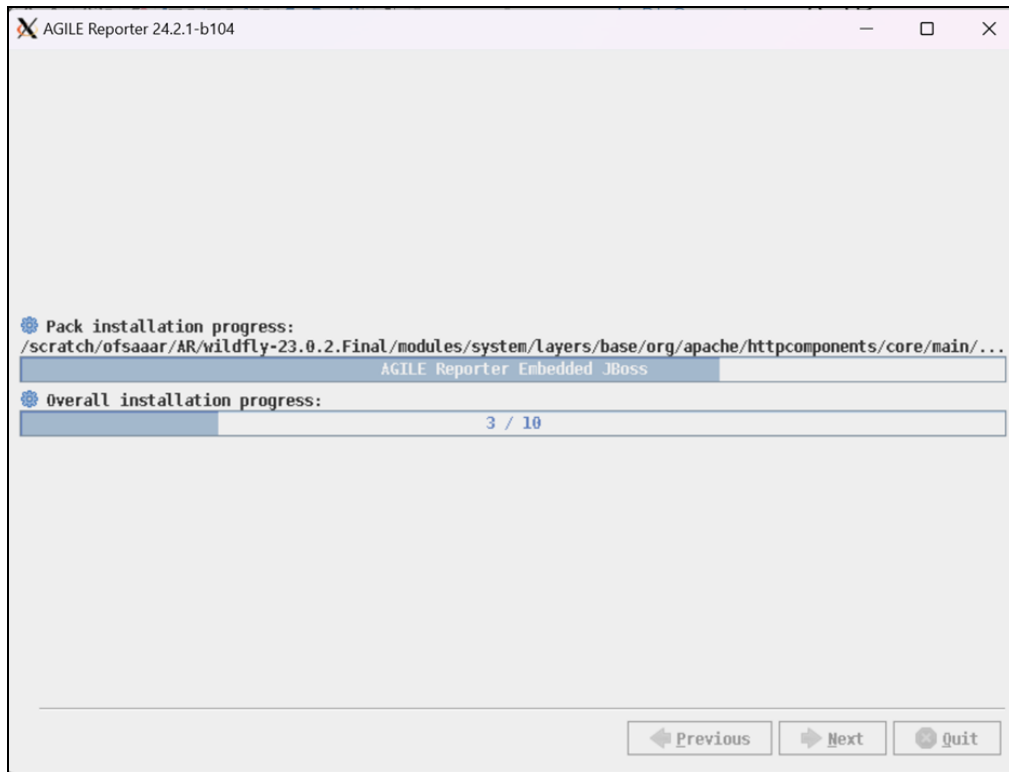 AGILE Reporter 24.2.1-b104
Pack installation progress:
/scratch/ofsaaar/AR/wildfly-23.0.2.Final/modules/system/layers/base/org/apache/httpcomponents/core/main/...
AGILE Reporter Embedded JBoss
Overall installation progress:
3 / 10
Previous Next Quit